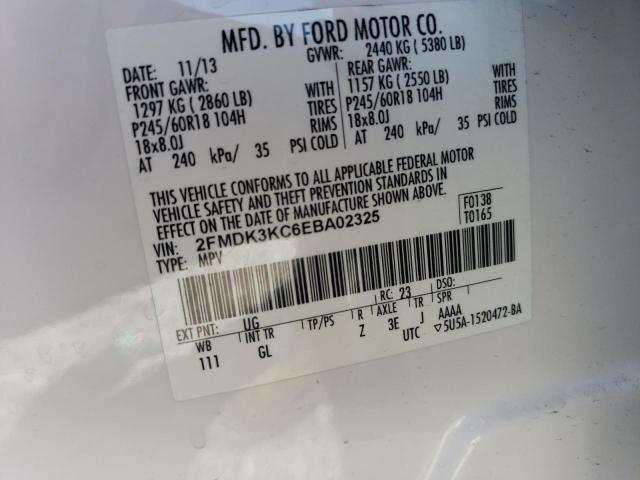 MFD. BY FORD MOTOR CO.
DATE: 11/13 GVWR: 2440 KG (5380 LB)
FRONT GAWR: REAR GAWR:
1297 KG (2860 LB) WITH 1157 KG (2550 LB) WITH
P245/60R18 104H TIRES P245/60R18 104H TIRES
18x8.0J RIMS 18x8.0J RIMS
AT 240 kPa/ 35 PSI COLD AT 240 kPa/ 35 PSI COLD
THIS VEHICLE CONFORMS TO ALL APPLICABLE FEDERAL MOTOR
VEHICLE SAFETY AND THEFT PREVENTION STANDARDS IN
EFFECT ON THE DATE OF MANUFACTURE SHOWN ABOVE.
VIN: 2FMDK3KC6EBA02325 F0138
TYPE: MPV T0165
EXT PNT: UG RC: 23 DSO:
WB INT TR TP/PS R AXLE TR SPR
111 GL Z 3E J AAAA
UTC ▽5U5A-1520472-BA